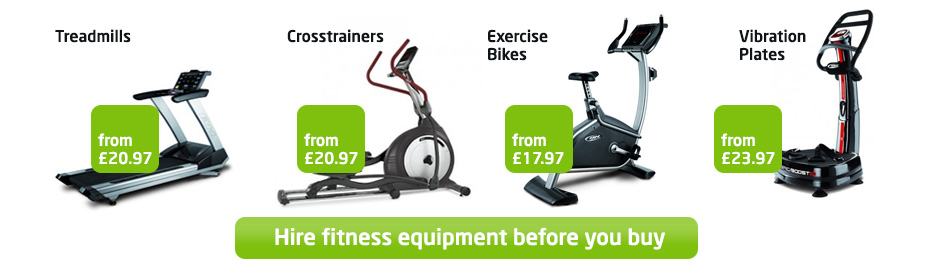 Treadmills
from
£20.97
Crosstrainers
from
£20.97
Exercise
Bikes
from
£17.97
Vibration
Plates
from
£23.97
Hire fitness equipment before you buy